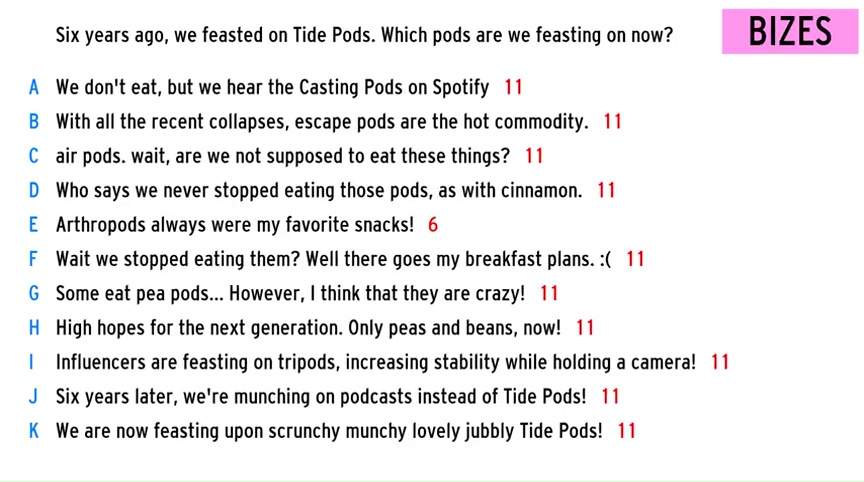 Six years ago, we feasted on Tide Pods. Which pods are we feasting on now?
BIZES
A We don't eat, but we hear the Casting Pods on Spotify 11
B With all the recent collapses, escape pods are the hot commodity. 11
C air pods. wait, are we not supposed to eat these things? 11
D Who says we never stopped eating those pods, as with cinnamon. 11
E Arthropods always were my favorite snacks! 6
F Wait we stopped eating them? Well there goes my breakfast plans. :( 11
G Some eat pea pods... However, I think that they are crazy! 11
H High hopes for the next generation. Only peas and beans, now! 11
I Influencers are feasting on tripods, increasing stability while holding a camera! 11
J Six years later, we're munching on podcasts instead of Tide Pods! 11
K We are now feasting upon scrunchy munchy lovely jubbly Tide Pods! 11